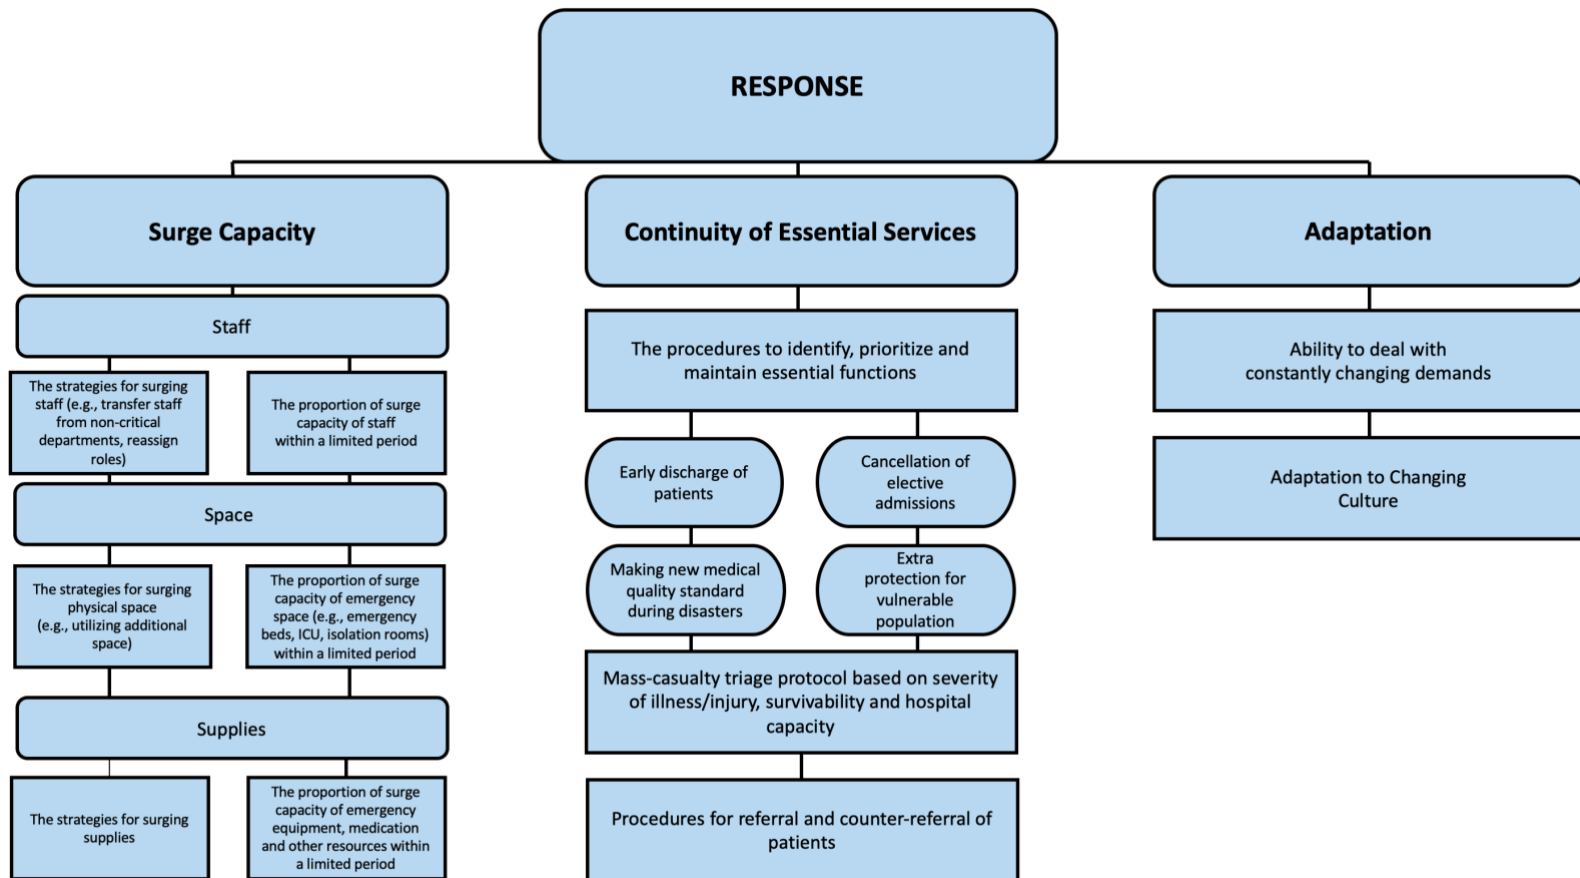 RESPONSE
Surge Capacity
Staff
The strategies for surging
staff (e.g., transfer staff
from non-critical
departments, reassign
roles)
The proportion of surge
capacity of staff
within a limited period
Space
The strategies for surging
physical space
(e.g., utilizing additional
space)
The proportion of surge
capacity of emergency
space (e.g., emergency
beds, ICU, isolation rooms)
within a limited period
Supplies
The strategies for surging
supplies
The proportion of surge
capacity of emergency
equipment, medication
and other resources within
a limited period
Continuity of Essential Services
The procedures to identify, prioritize and
maintain essential functions
Early discharge of
patients
Cancellation of
elective
admissions
Making new medical
quality standard
during disasters
Extra
protection for
vulnerable
population
Mass-casualty triage protocol based on severity
of illness/injury, survivability and hospital
capacity
Procedures for referral and counter-referral of
patients
Adaptation
Ability to deal with
constantly changing demands
Adaptation to Changing
Culture